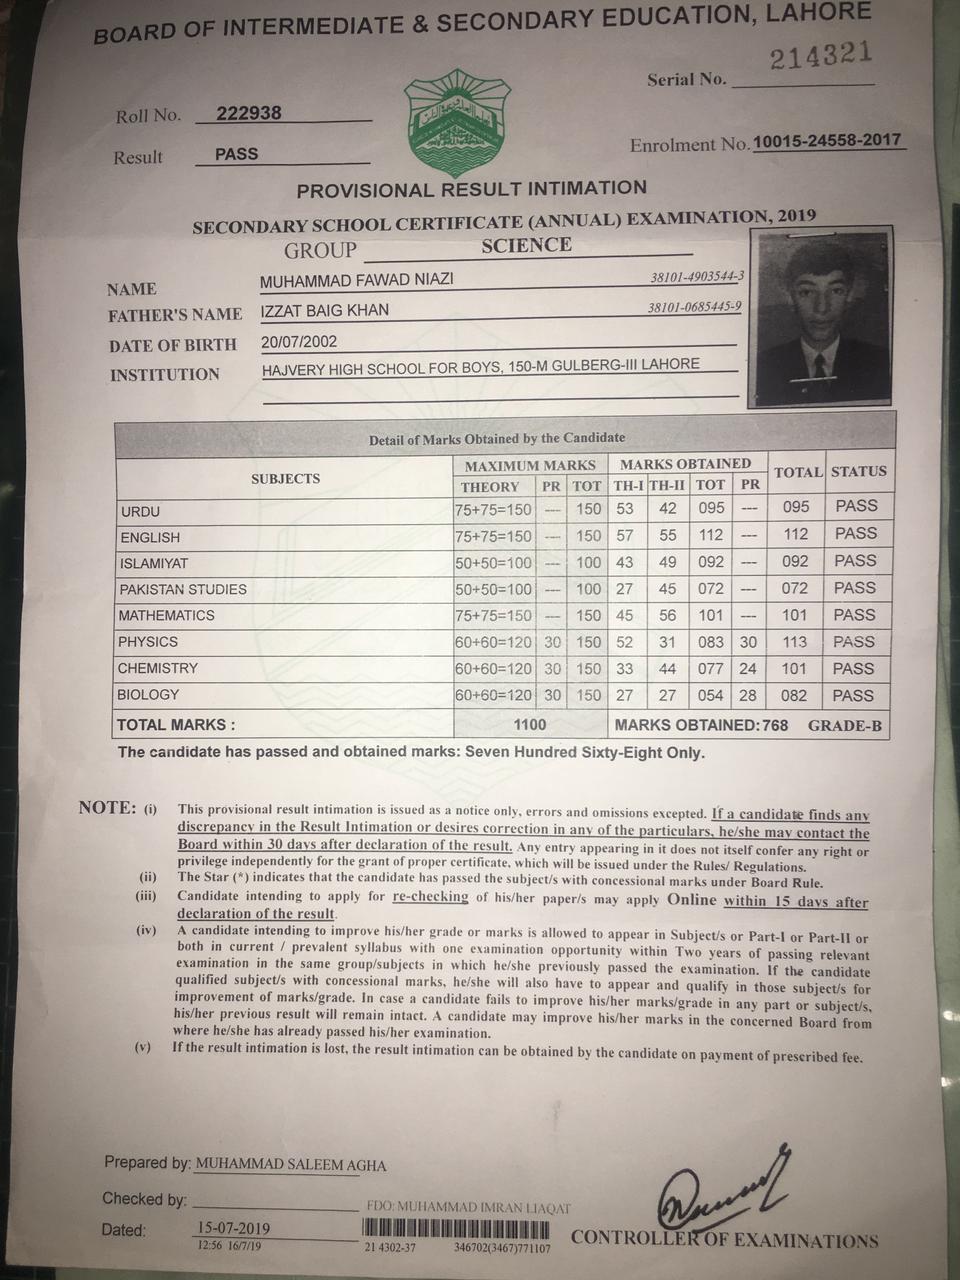 BOARD OF INTERMEDIATE & SECONDARY EDUCATION, LAHORE
214321
Serial No.
Roll No. 222938
Result PASS
Enrolment No. 10015-24558-2017
PROVISIONAL RESULT INTIMATION
SECONDARY SCHOOL CERTIFICATE (ANNUAL) EXAMINATION, 2019
GROUP SCIENCE
NAME MUHAMMAD FAWAD NIAZI 38101-4903544-3
FATHER'S NAME IZZAT BAIG KHAN 38101-0685445-9
DATE OF BIRTH 20/07/2002
INSTITUTION HAJVERY HIGH SCHOOL FOR BOYS, 150-M GULBERG-III LAHORE
Detail of Marks Obtained by the Candidate
SUBJECTS MAXIMUM MARKS MARKS OBTAINED TOTAL STATUS
THEORY PR TOT TH-I TH-II TOT PR
URDU 75+75=150 --- 150 53 42 095 --- 095 PASS
ENGLISH 75+75=150 --- 150 57 55 112 --- 112 PASS
ISLAMIYAT 50+50=100 --- 100 43 49 092 --- 092 PASS
PAKISTAN STUDIES 50+50=100 --- 100 27 45 072 --- 072 PASS
MATHEMATICS 75+75=150 --- 150 45 56 101 --- 101 PASS
PHYSICS 60+60=120 30 150 52 31 083 30 113 PASS
CHEMISTRY 60+60=120 30 150 33 44 077 24 101 PASS
BIOLOGY 60+60=120 30 150 27 27 054 28 082 PASS
TOTAL MARKS : 1100 MARKS OBTAINED:768 GRADE-B
The candidate has passed and obtained marks: Seven Hundred Sixty-Eight Only.
NOTE: (i) This provisional result intimation is issued as a notice only, errors and omissions excepted. If a candidate finds any
discrepancy in the Result Intimation or desires correction in any of the particulars, he/she may contact the
Board within 30 days after declaration of the result. Any entry appearing in it does not itself confer any right or
privilege independently for the grant of proper certificate, which will be issued under the Rules/ Regulations.
(ii) The Star (*) indicates that the candidate has passed the subject/s with concessional marks under Board Rule.
(iii) Candidate intending to apply for re-checking of his/her paper/s may apply Online within 15 days after
declaration of the result.
(iv) A candidate intending to improve his/her grade or marks is allowed to appear in Subject/s or Part-I or Part-II or
both in current / prevalent syllabus with one examination opportunity within Two years of passing relevant
examination in the same group/subjects in which he/she previously passed the examination. If the candidate
qualified subject/s with concessional marks, he/she will also have to appear and qualify in those subject/s for
improvement of marks/grade. In case a candidate fails to improve his/her marks/grade in any part or subject/s,
his/her previous result will remain intact. A candidate may improve his/her marks in the concerned Board from
where he/she has already passed his/her examination.
(v) If the result intimation is lost, the result intimation can be obtained by the candidate on payment of prescribed fee.
Prepared by: MUHAMMAD SALEEM AGHA
Checked by:
FDO: MUHAMMAD IMRAN LIAQAT
Dated: 15-07-2019
12:56 16/7/19
21 4302-37 346702(3467)771107
CONTROLLER OF EXAMINATIONS